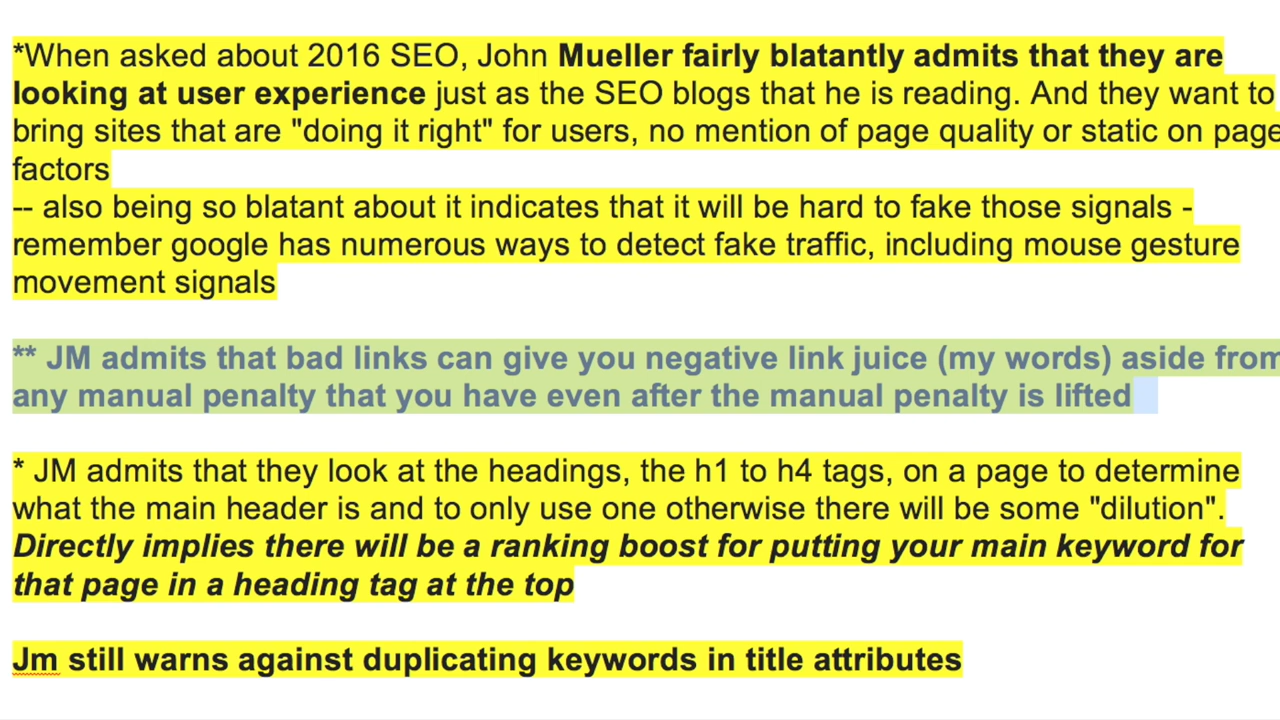 *When asked about 2016 SEO, John Mueller fairly blatantly admits that they are
looking at user experience just as the SEO blogs that he is reading. And they want to
bring sites that are "doing it right" for users, no mention of page quality or static on page
factors
-- also being so blatant about it indicates that it will be hard to fake those signals -
remember google has numerous ways to detect fake traffic, including mouse gesture
movement signals
** JM admits that bad links can give you negative link juice (my words) aside from
any manual penalty that you have even after the manual penalty is lifted
* JM admits that they look at the headings, the h1 to h4 tags, on a page to determine
what the main header is and to only use one otherwise there will be some "dilution".
Directly implies there will be a ranking boost for putting your main keyword for
that page in a heading tag at the top
Jm still warns against duplicating keywords in title attributes